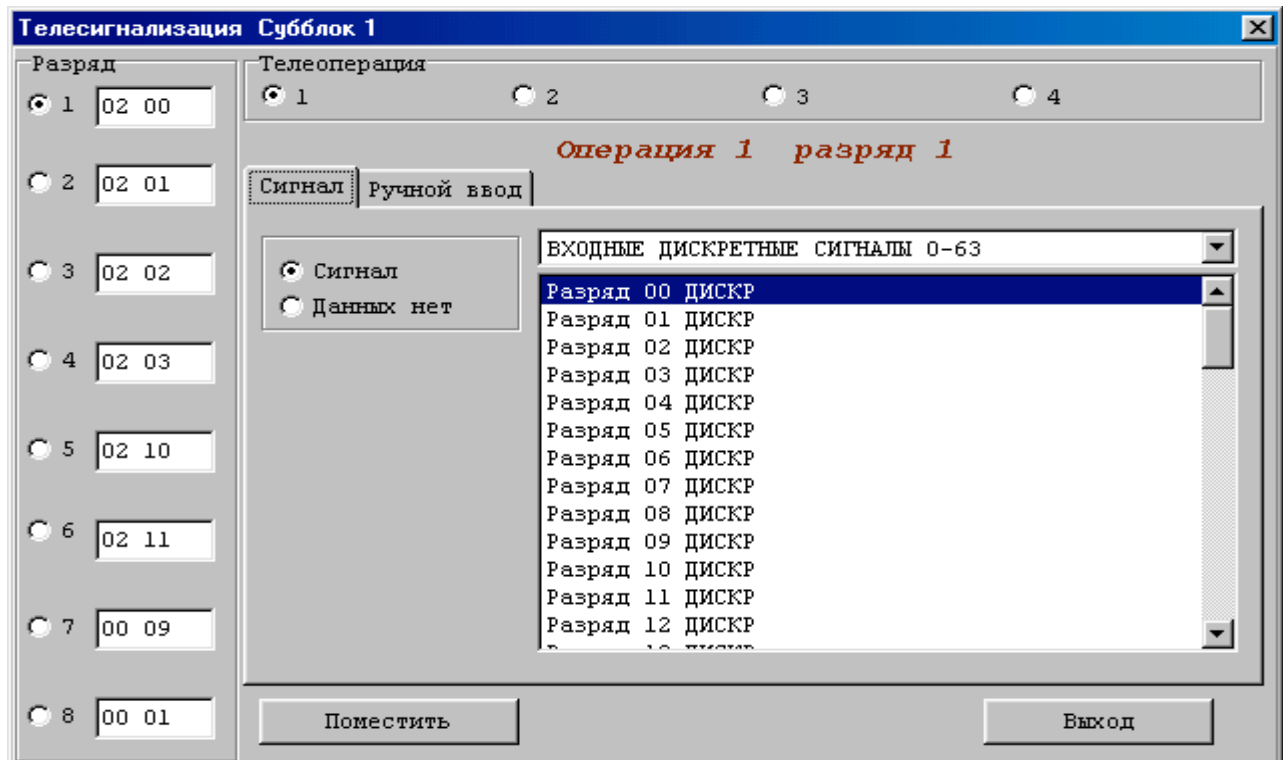 Телесигнализация Субблок 1
Разряд
1 02 00
2 02 01
3 02 02
4 02 03
5 02 10
6 02 11
7 00 09
8 00 01
Телеоперация
1 2 3 4
Операция 1 разряд 1
Сигнал Ручной ввод
Сигнал
Данных нет
ВХОДНЫЕ ДИСКРЕТНЫЕ СИГНАЛЫ 0-63
Разряд 00 ДИСКР
Разряд 01 ДИСКР
Разряд 02 ДИСКР
Разряд 03 ДИСКР
Разряд 04 ДИСКР
Разряд 05 ДИСКР
Разряд 06 ДИСКР
Разряд 07 ДИСКР
Разряд 08 ДИСКР
Разряд 09 ДИСКР
Разряд 10 ДИСКР
Разряд 11 ДИСКР
Разряд 12 ДИСКР
Поместить Выход